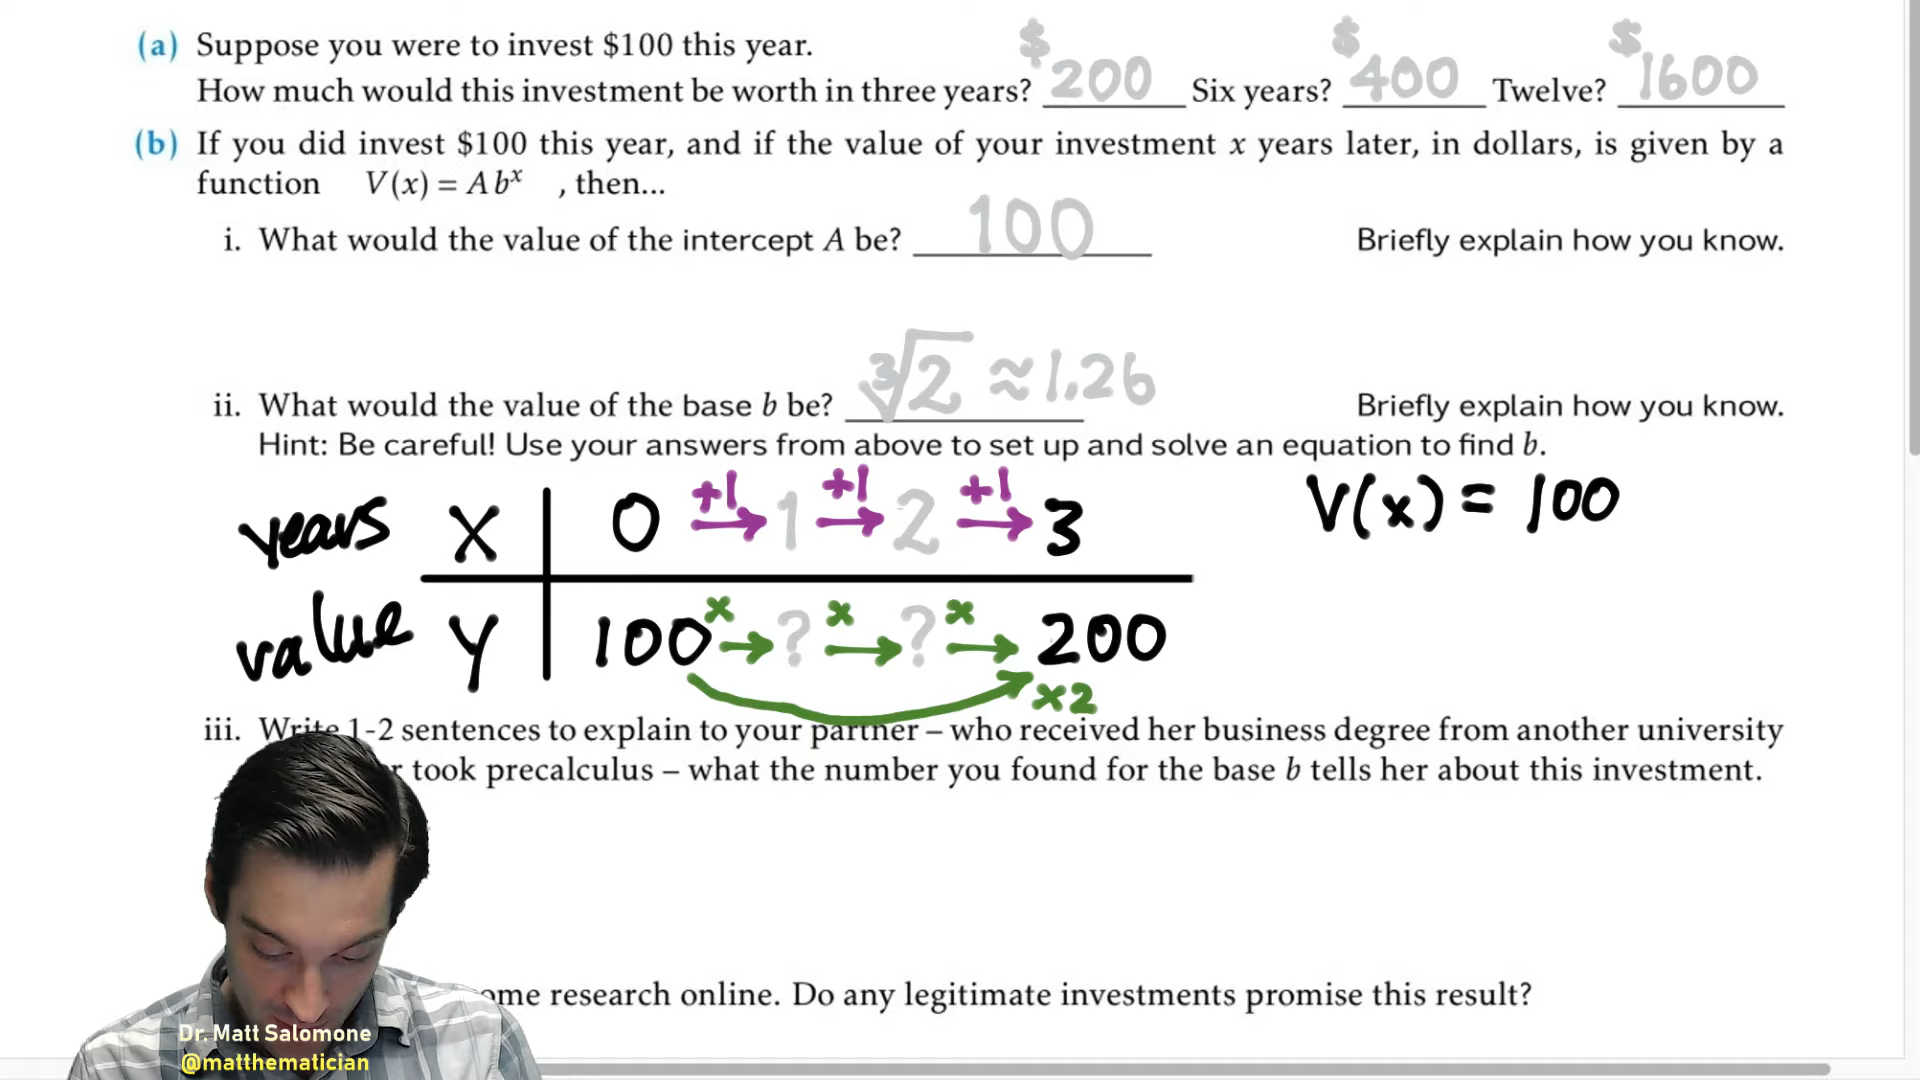 (a) Suppose you were to invest $100 this year.
How much would this investment be worth in three years? $200 Six years? $400 Twelve? $1600
(b) If you did invest $100 this year, and if the value of your investment x years later, in dollars, is given by a
function V(x) = A bˣ , then...
i. What would the value of the intercept A be? 100 Briefly explain how you know.
ii. What would the value of the base b be? ∛2 ≈ 1.26 Briefly explain how you know.
Hint: Be careful! Use your answers from above to set up and solve an equation to find b.
years x 0 +1 → 1 +1 → 2 +1 → 3
V(x) = 100
value y 100 x → ? x → ? x → 200
x2
iii. Write 1-2 sentences to explain to your partner – who received her business degree from another university
took precalculus – what the number you found for the base b tells her about this investment.
research online. Do any legitimate investments promise this result?
Dr. Matt Salomone
@matthematician